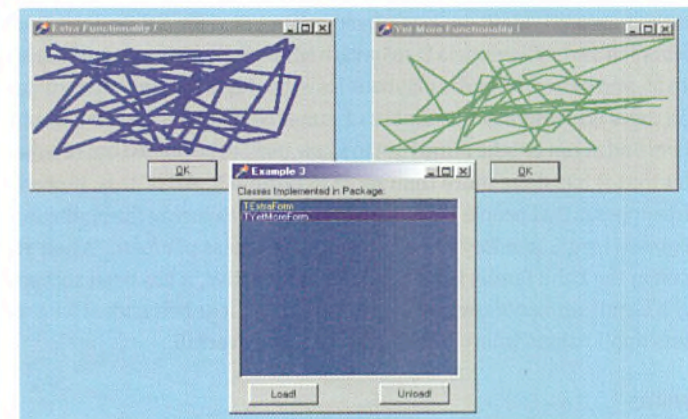 Extra Functionality !
Yet More Functionality !
OK
OK
Example 3
Classes Implemented in Package:
TExtraForm
TYetMoreForm
Load!
Unload!